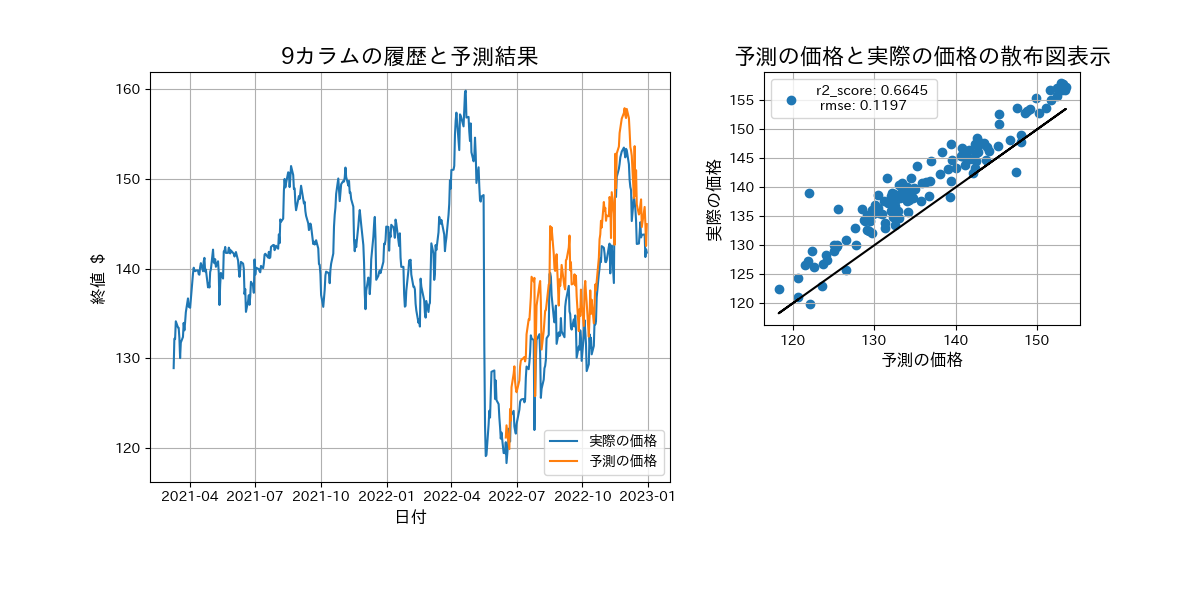 9カラムの履歴と予測結果
160
150
140
130
120
終値 $
2021-04 2021-07 2021-10 2022-01 2022-04 2022-07 2022-10 2023-01
日付
実際の価格
予測の価格
予測の価格と実際の価格の散布図表示
r2_score: 0.6645
rmse: 0.1197
155
150
145
140
135
130
125
120
実際の価格
120 130 140 150
予測の価格